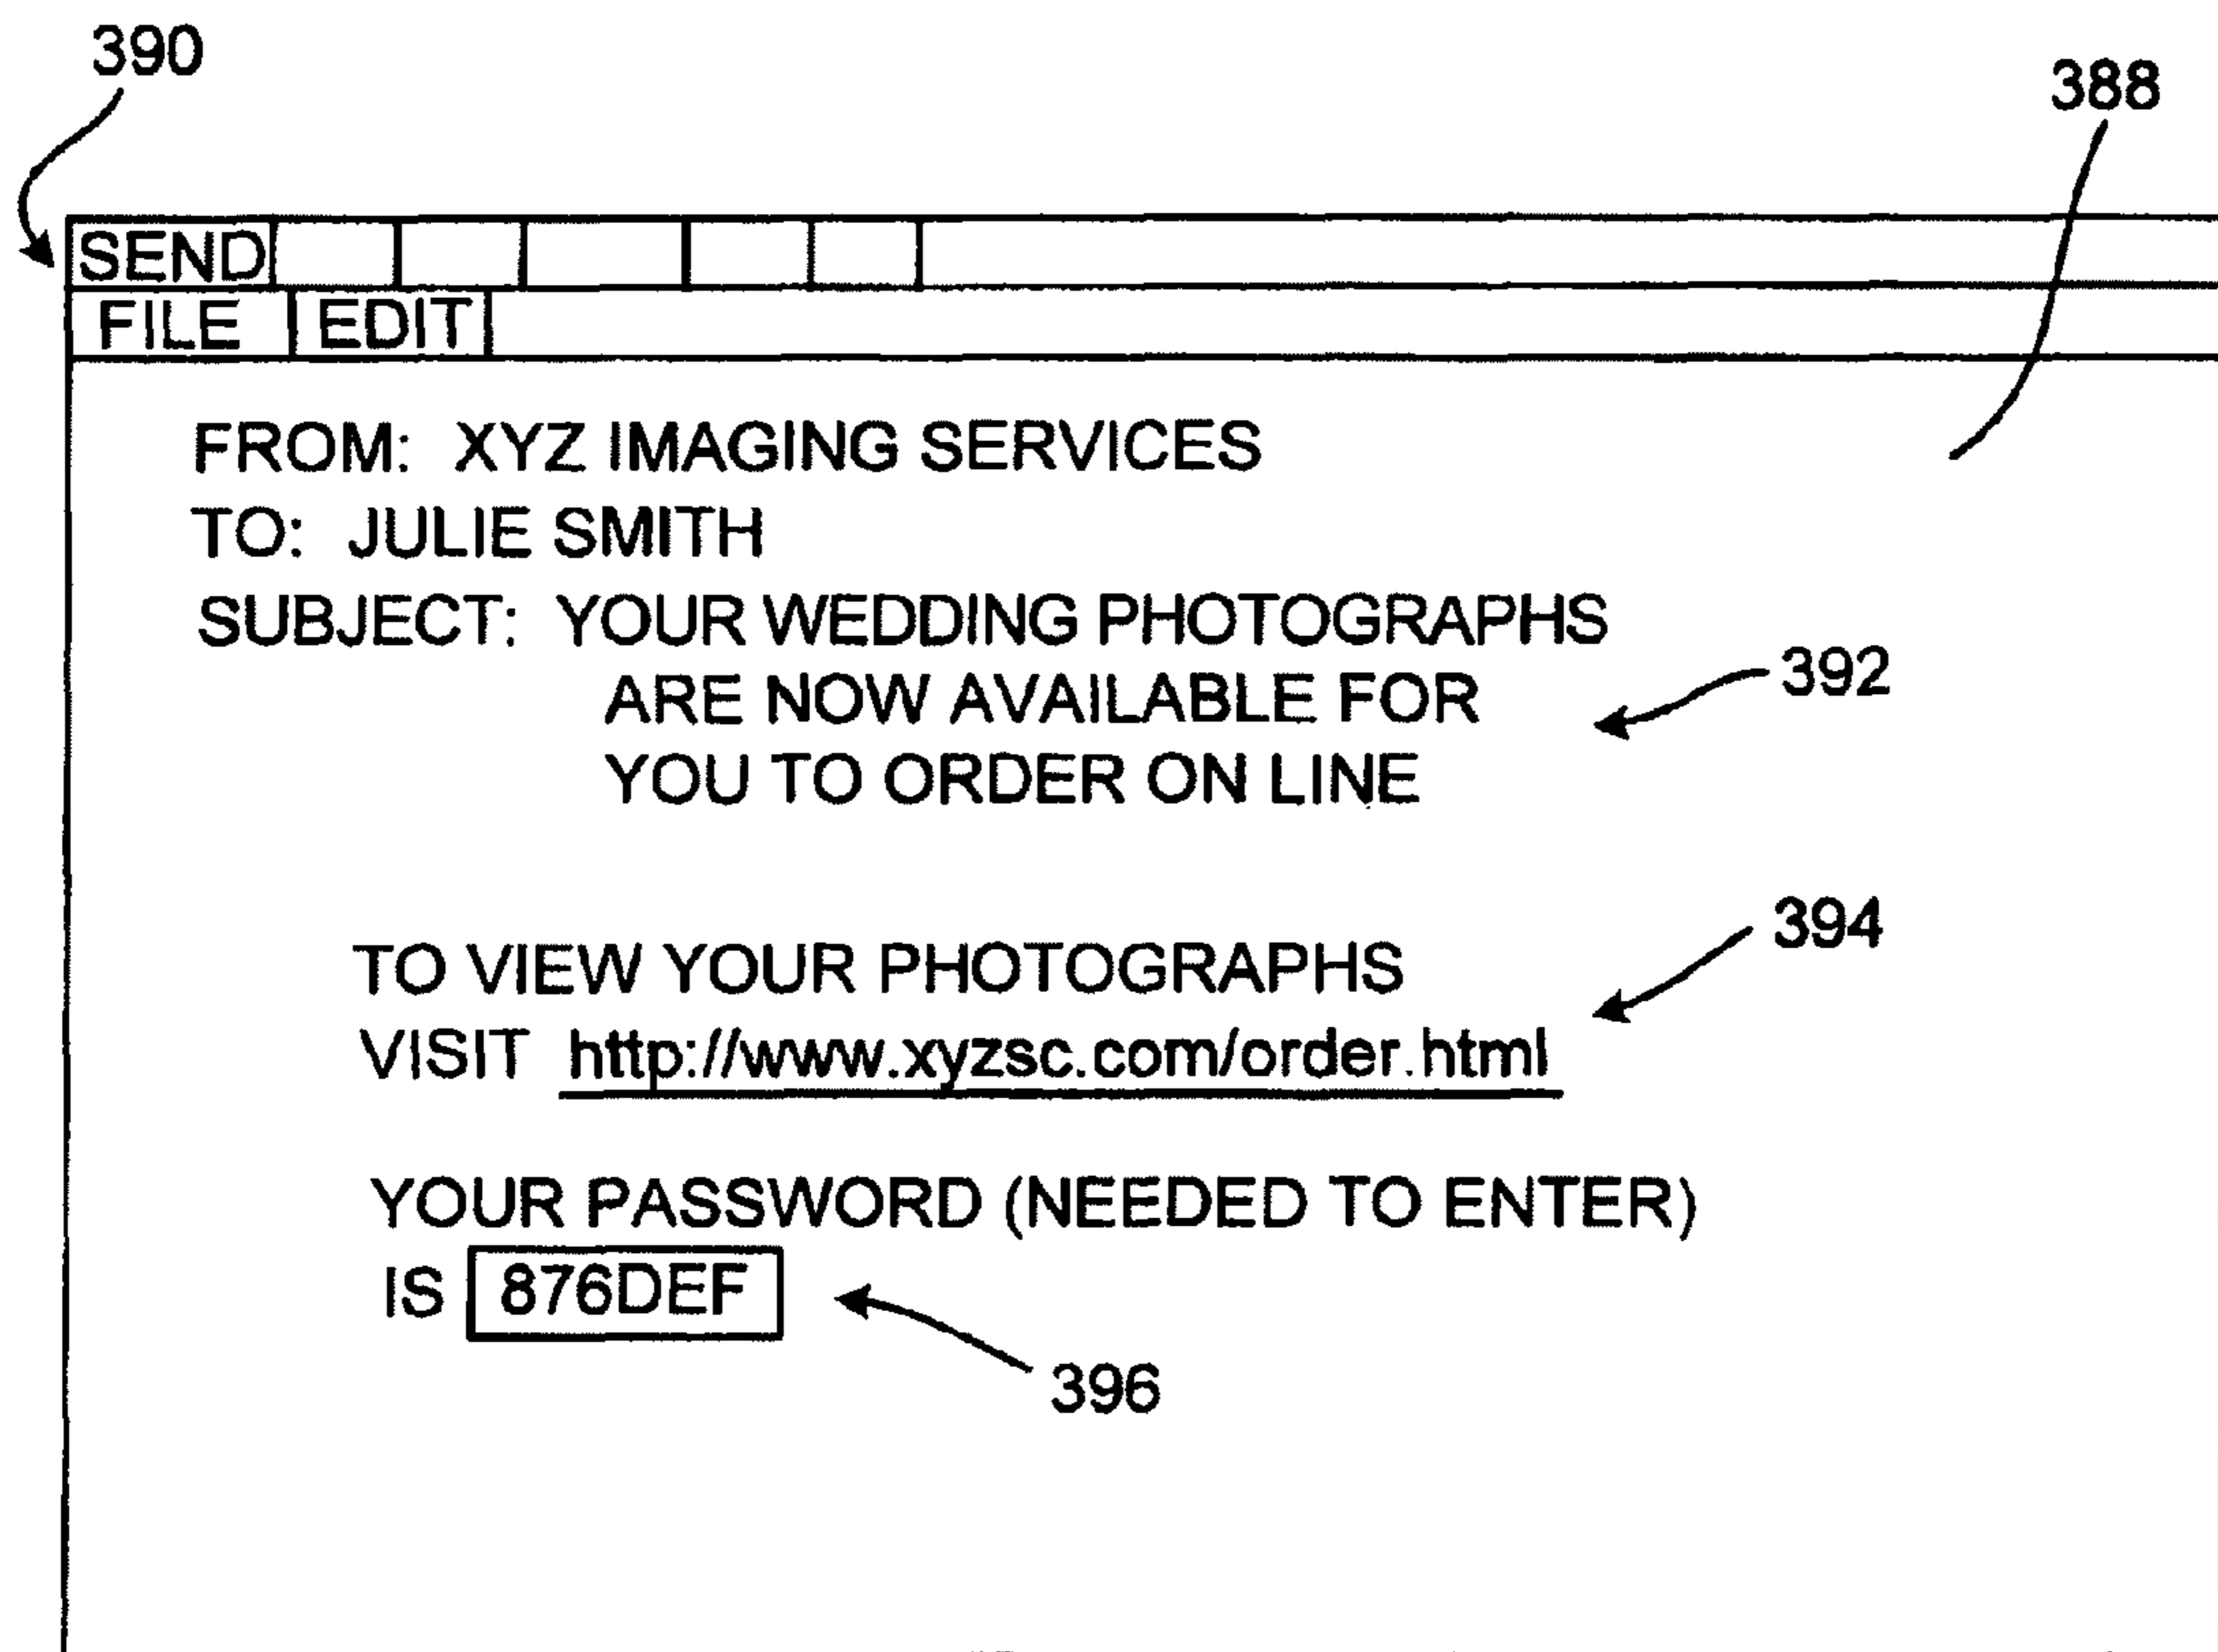 390
388
SEND
FILE EDIT
FROM: XYZ IMAGING SERVICES
TO: JULIE SMITH
SUBJECT: YOUR WEDDING PHOTOGRAPHS
ARE NOW AVAILABLE FOR
392
YOU TO ORDER ON LINE
394
TO VIEW YOUR PHOTOGRAPHS
VISIT http://www.xyzsc.com/order.html
YOUR PASSWORD (NEEDED TO ENTER)
IS 876DEF
396